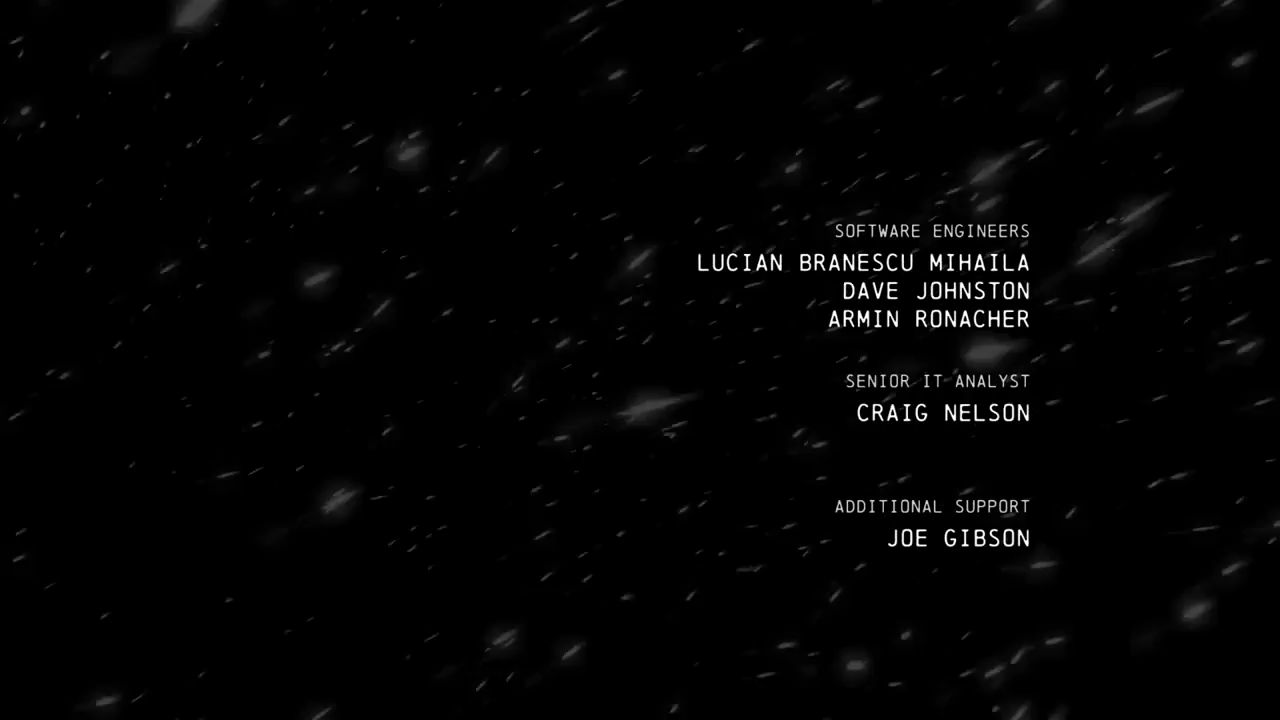 SOFTWARE ENGINEERS
LUCIAN BRANESCU MIHAILA
DAVE JOHNSTON
ARMIN RONACHER
SENIOR IT ANALYST
CRAIG NELSON
ADDITIONAL SUPPORT
JOE GIBSON